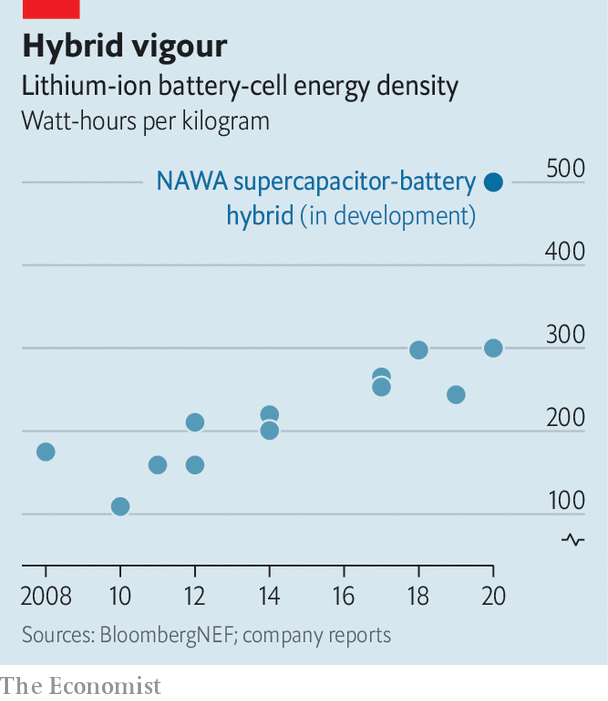 Hybrid vigour
Lithium-ion battery-cell energy density
Watt-hours per kilogram
500
NAWA supercapacitor-battery
hybrid (in development)
400
300
200
100
2008 10 12 14 16 18 20
Sources: BloombergNEF; company reports
The Economist